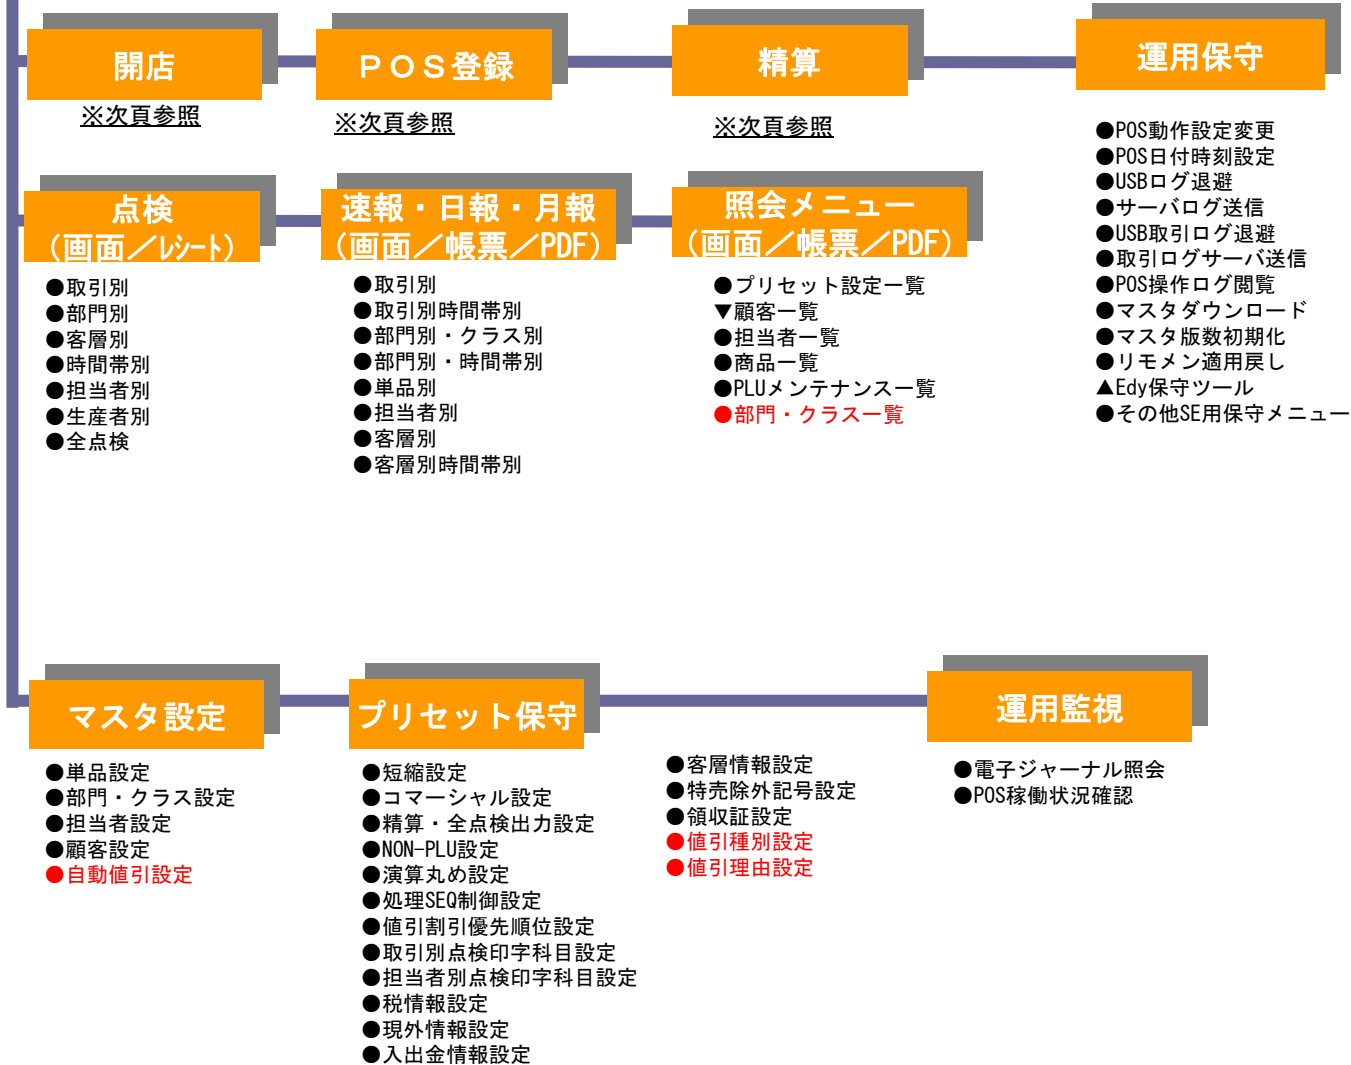 開店
※次頁参照
POS登録
※次頁参照
精算
※次頁参照
運用保守
●POS動作設定変更
●POS日付時刻設定
●USBログ退避
●サーバログ送信
●USB取引ログ退避
●取引ログサーバ送信
●POS操作ログ閲覧
●マスタダウンロード
●マスタ版数初期化
●リモメン適用戻し
▲Edy保守ツール
●その他SE用保守メニュー
点検
(画面/ﾚｼｰﾄ)
●取引別
●部門別
●客層別
●時間帯別
●担当者別
●生産者別
●全点検
速報・日報・月報
(画面/帳票/PDF)
●取引別
●取引別時間帯別
●部門別・クラス別
●部門別・時間帯別
●単品別
●担当者別
●客層別
●客層別時間帯別
照会メニュー
(画面/帳票/PDF)
●プリセット設定一覧
▼顧客一覧
●担当者一覧
●商品一覧
●PLUメンテナンス一覧
●部門・クラス一覧
マスタ設定
●単品設定
●部門・クラス設定
●担当者設定
●顧客設定
●自動値引設定
プリセット保守
●短縮設定
●コマーシャル設定
●精算・全点検出力設定
●NON-PLU設定
●演算丸め設定
●処理SEQ制御設定
●値引割引優先順位設定
●取引別点検印字科目設定
●担当者別点検印字科目設定
●税情報設定
●現外情報設定
●入出金情報設定
●客層情報設定
●特売除外記号設定
●領収証設定
●値引種別設定
●値引理由設定
運用監視
●電子ジャーナル照会
●POS稼働状況確認